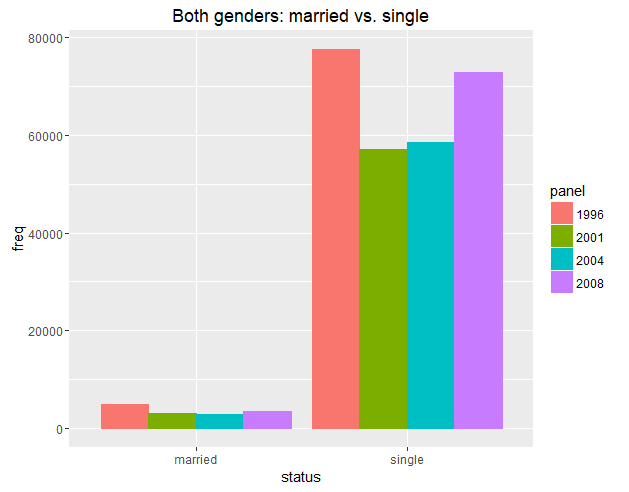 Both genders: married vs. single
80000
60000
40000
20000
0
freq
married single
status
panel
1996
2001
2004
2008